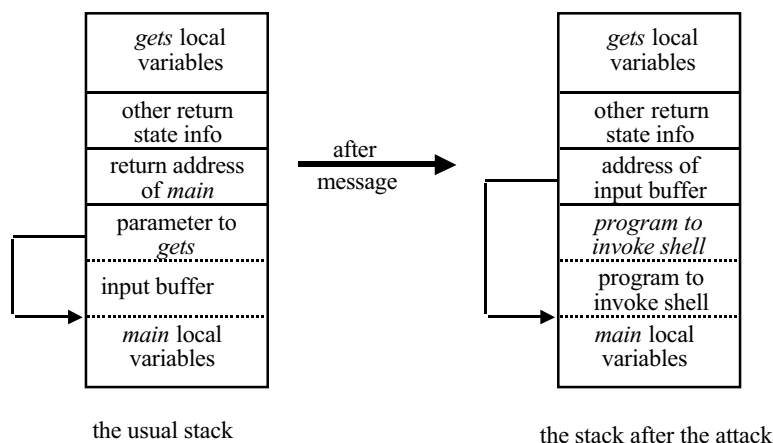 gets local
variables
other return
state info
return address
of main
parameter to
gets
input buffer
main local
variables
the usual stack
after
message
gets local
variables
other return
state info
address of
input buffer
program to
invoke shell
program to
invoke shell
main local
variables
the stack after the attack